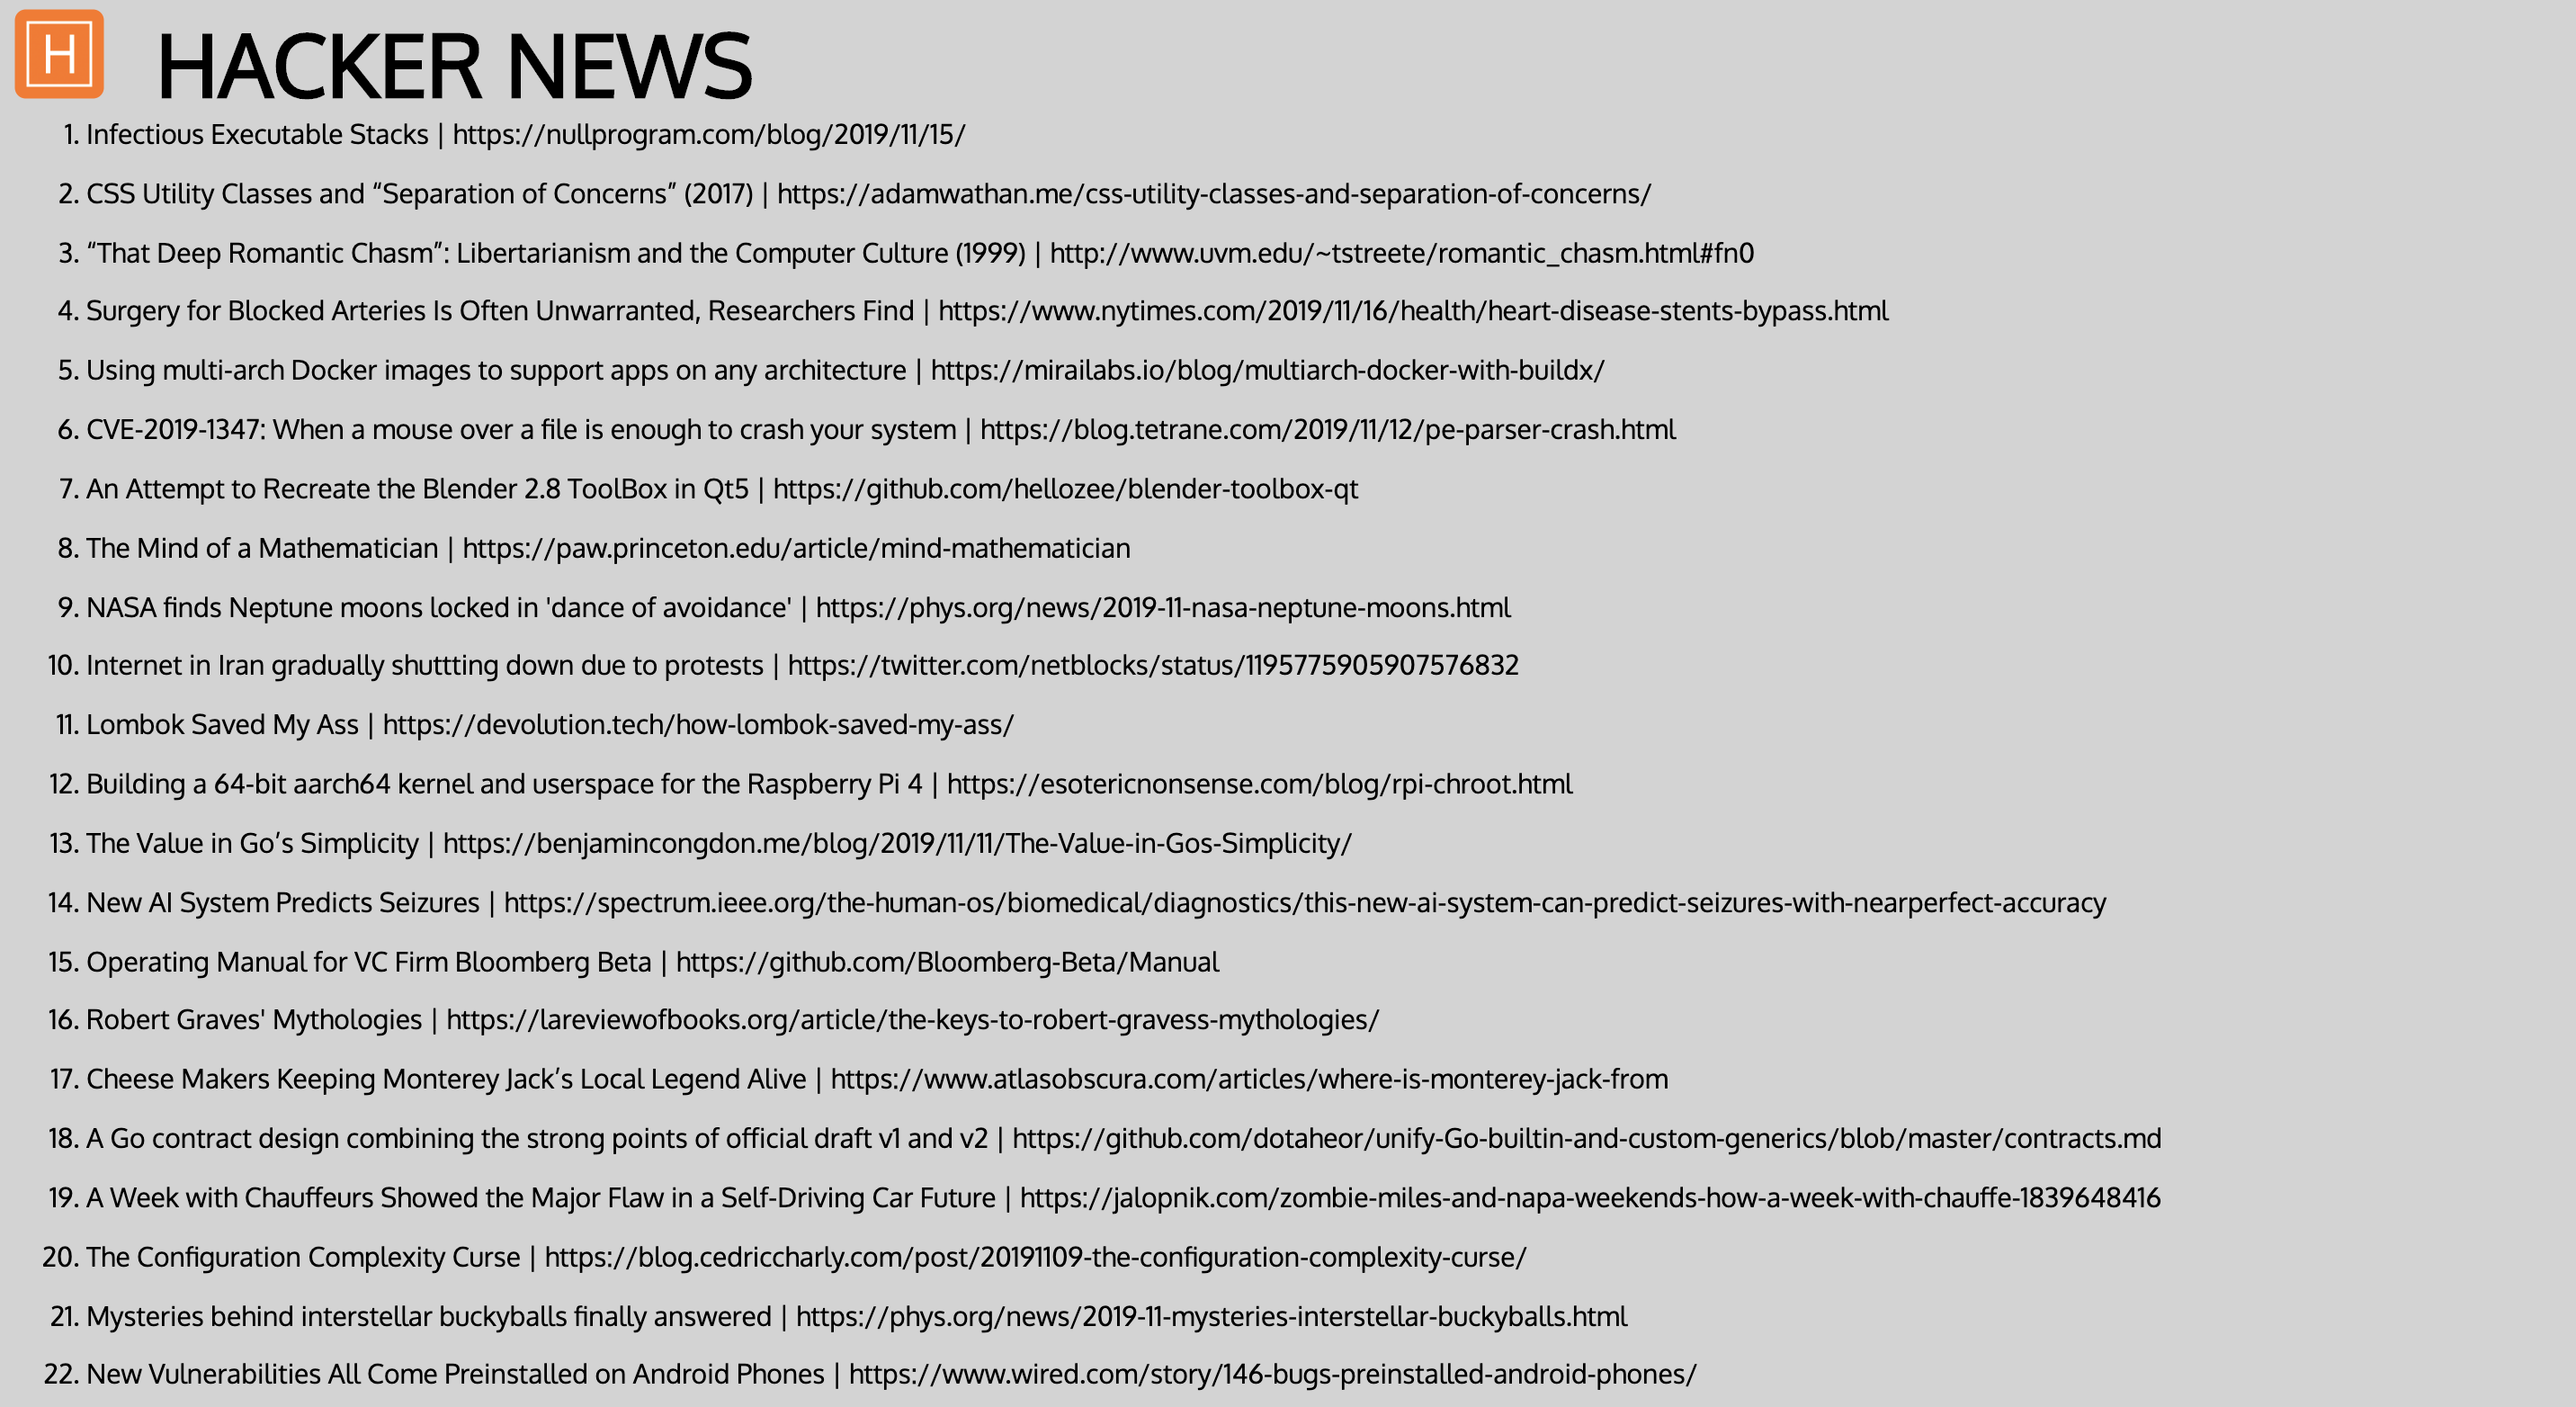 H
HACKER NEWS
1. Infectious Executable Stacks | https://nullprogram.com/blog/2019/11/15/
2. CSS Utility Classes and “Separation of Concerns” (2017) | https://adamwathan.me/css-utility-classes-and-separation-of-concerns/
3. “That Deep Romantic Chasm”: Libertarianism and the Computer Culture (1999) | http://www.uvm.edu/~tstreete/romantic_chasm.html#fn0
4. Surgery for Blocked Arteries Is Often Unwarranted, Researchers Find | https://www.nytimes.com/2019/11/16/health/heart-disease-stents-bypass.html
5. Using multi-arch Docker images to support apps on any architecture | https://mirailabs.io/blog/multiarch-docker-with-buildx/
6. CVE-2019-1347: When a mouse over a file is enough to crash your system | https://blog.tetrane.com/2019/11/12/pe-parser-crash.html
7. An Attempt to Recreate the Blender 2.8 ToolBox in Qt5 | https://github.com/hellozee/blender-toolbox-qt
8. The Mind of a Mathematician | https://paw.princeton.edu/article/mind-mathematician
9. NASA finds Neptune moons locked in 'dance of avoidance' | https://phys.org/news/2019-11-nasa-neptune-moons.html
10. Internet in Iran gradually shuttting down due to protests | https://twitter.com/netblocks/status/1195775905907576832
11. Lombok Saved My Ass | https://devolution.tech/how-lombok-saved-my-ass/
12. Building a 64-bit aarch64 kernel and userspace for the Raspberry Pi 4 | https://esotericnonsense.com/blog/rpi-chroot.html
13. The Value in Go’s Simplicity | https://benjamincongdon.me/blog/2019/11/11/The-Value-in-Gos-Simplicity/
14. New AI System Predicts Seizures | https://spectrum.ieee.org/the-human-os/biomedical/diagnostics/this-new-ai-system-can-predict-seizures-with-nearperfect-accuracy
15. Operating Manual for VC Firm Bloomberg Beta | https://github.com/Bloomberg-Beta/Manual
16. Robert Graves' Mythologies | https://lareviewofbooks.org/article/the-keys-to-robert-gravess-mythologies/
17. Cheese Makers Keeping Monterey Jack’s Local Legend Alive | https://www.atlasobscura.com/articles/where-is-monterey-jack-from
18. A Go contract design combining the strong points of official draft v1 and v2 | https://github.com/dotaheor/unify-Go-builtin-and-custom-generics/blob/master/contracts.md
19. A Week with Chauffeurs Showed the Major Flaw in a Self-Driving Car Future | https://jalopnik.com/zombie-miles-and-napa-weekends-how-a-week-with-chauffe-1839648416
20. The Configuration Complexity Curse | https://blog.cedriccharly.com/post/20191109-the-configuration-complexity-curse/
21. Mysteries behind interstellar buckyballs finally answered | https://phys.org/news/2019-11-mysteries-interstellar-buckyballs.html
22. New Vulnerabilities All Come Preinstalled on Android Phones | https://www.wired.com/story/146-bugs-preinstalled-android-phones/